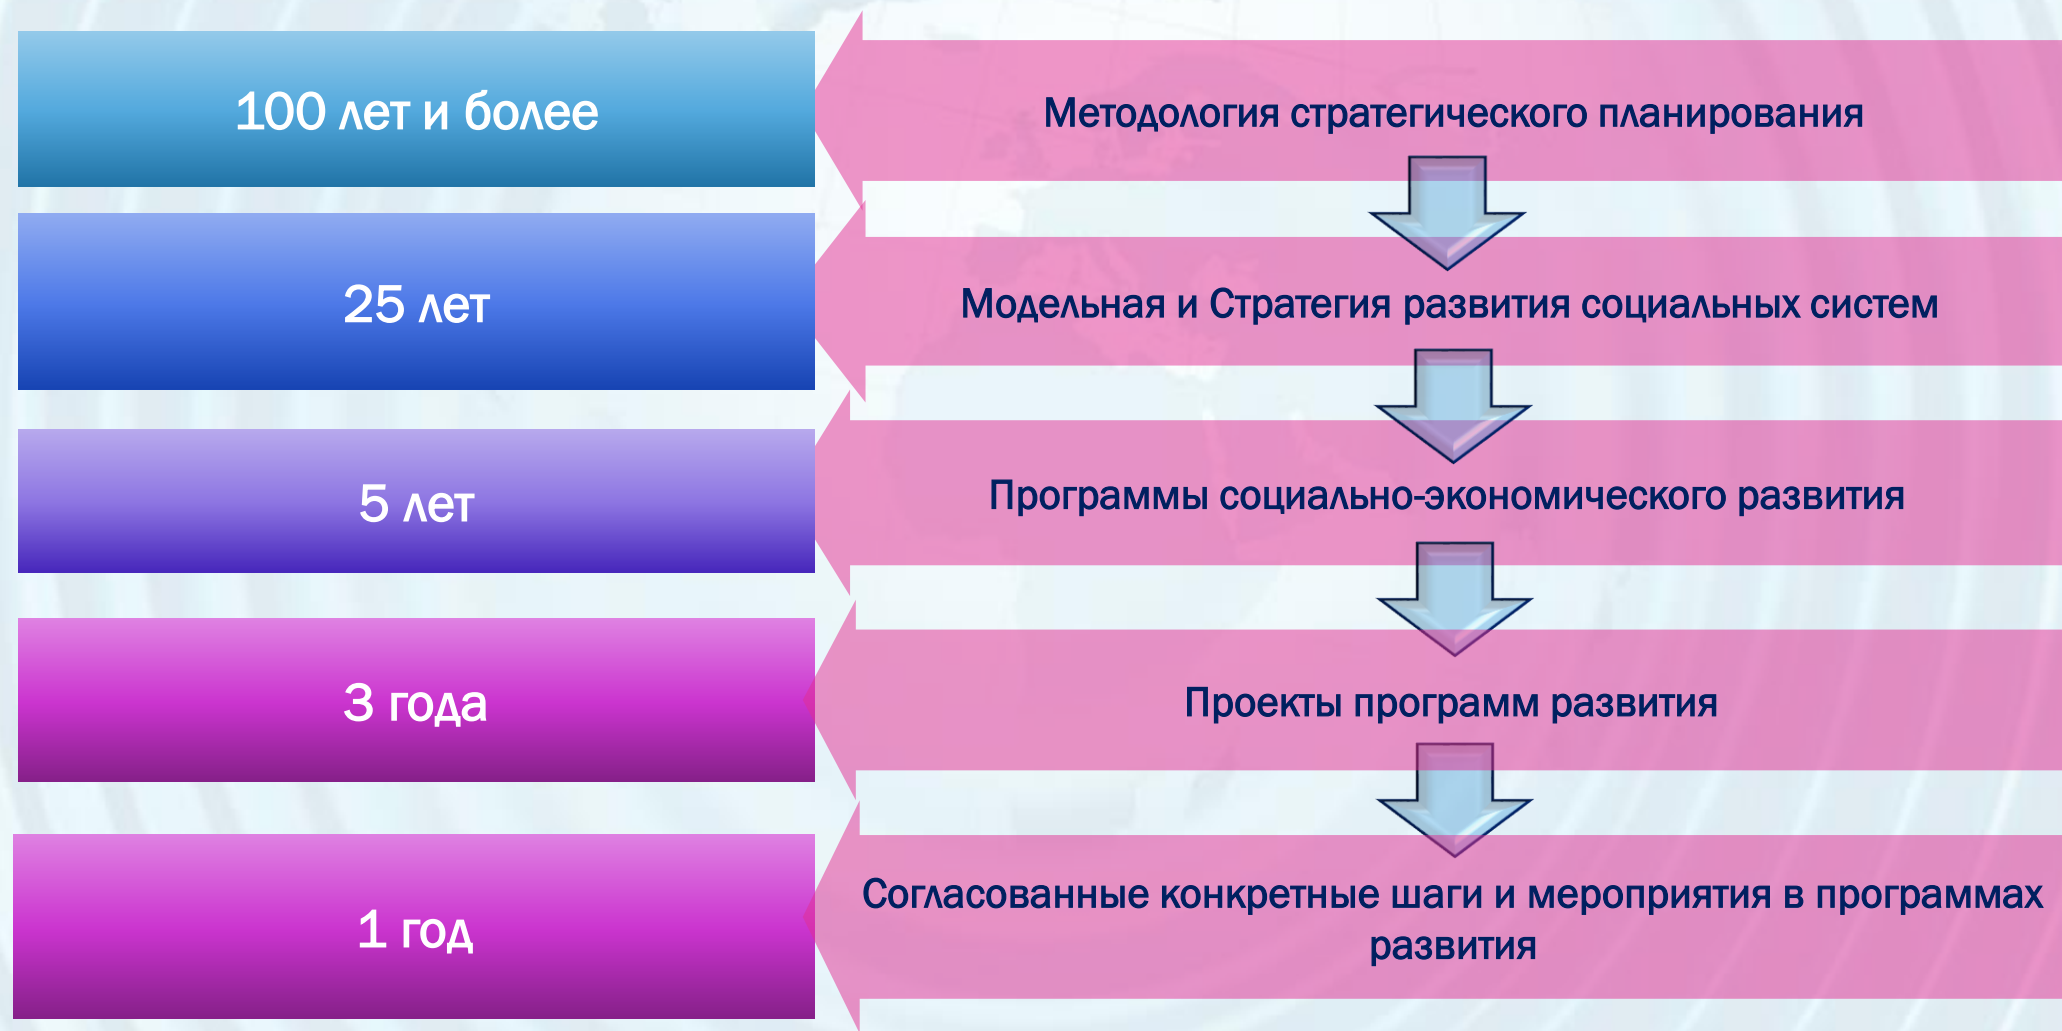 100 лет и более
Методология стратегического планирования
25 лет
Модельная и Стратегия развития социальных систем
5 лет
Программы социально-экономического развития
3 года
Проекты программ развития
1 год
Согласованные конкретные шаги и мероприятия в программах
развития